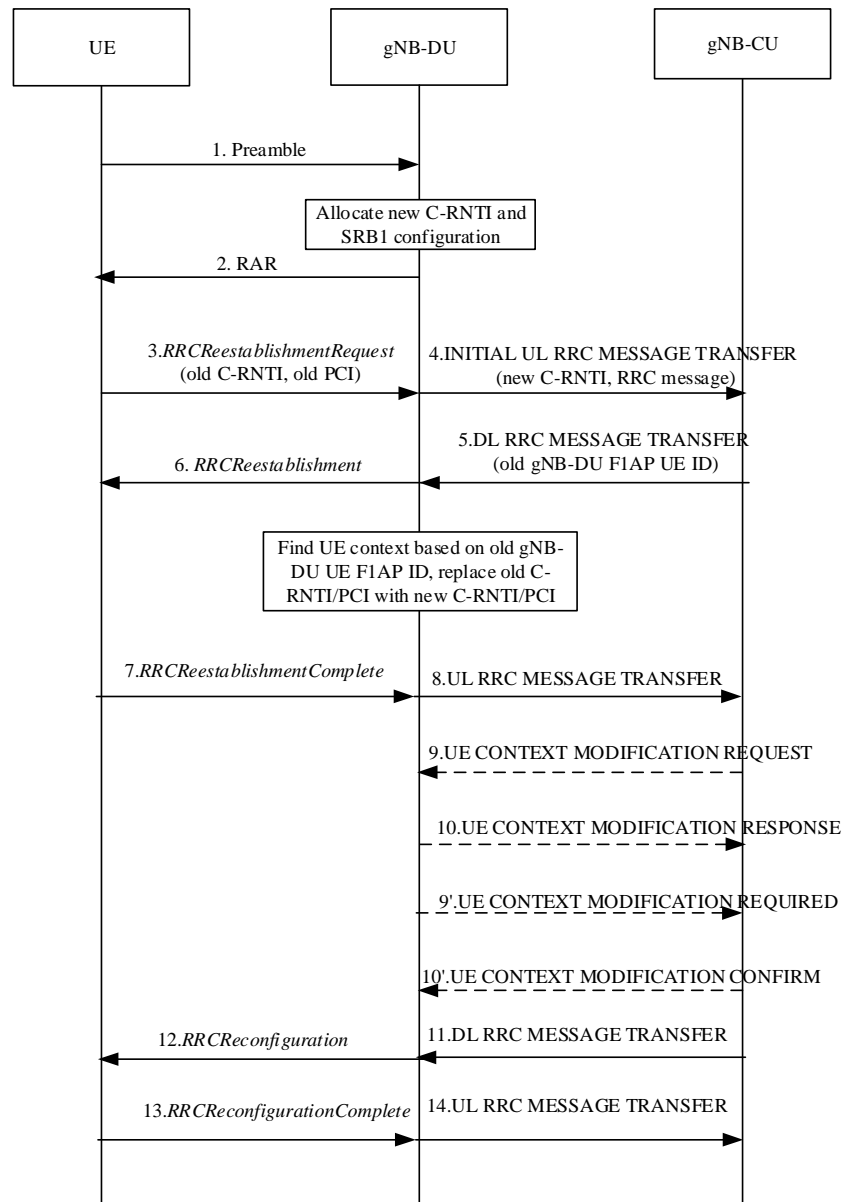 UE
gNB-DU
gNB-CU
1. Preamble
Allocate new C-RNTI and
SRB1 configuration
2. RAR
3.RRCReestablishmentRequest
(old C-RNTI, old PCI)
4.INITIAL UL RRC MESSAGE TRANSFER
(new C-RNTI, RRC message)
5.DL RRC MESSAGE TRANSFER
(old gNB-DU F1AP UE ID)
6. RRCReestablishment
Find UE context based on old gNB-
DU UE F1AP ID, replace old C-
RNTI/PCI with new C-RNTI/PCI
7.RRCReestablishmentComplete
8.UL RRC MESSAGE TRANSFER
9.UE CONTEXT MODIFICATION REQUEST
10.UE CONTEXT MODIFICATION RESPONSE
9'.UE CONTEXT MODIFICATION REQUIRED
10'.UE CONTEXT MODIFICATION CONFIRM
12.RRCReconfiguration
11.DL RRC MESSAGE TRANSFER
13.RRCReconfigurationComplete
14.UL RRC MESSAGE TRANSFER